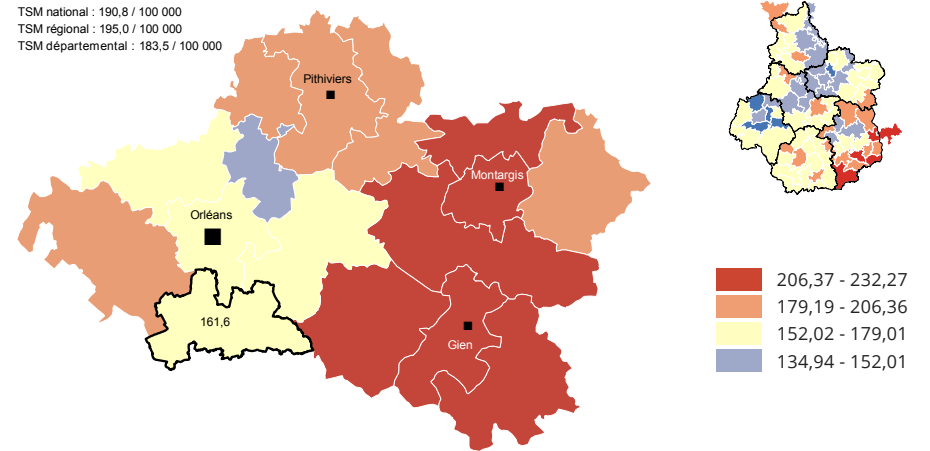 TSM national : 190,8 / 100 000
TSM régional : 195,0 / 100 000
TSM départemental : 183,5 / 100 000
Pithiviers
Montargis
Orléans
161,6
Gien
206,37 - 232,27
179,19 - 206,36
152,02 - 179,01
134,94 - 152,01